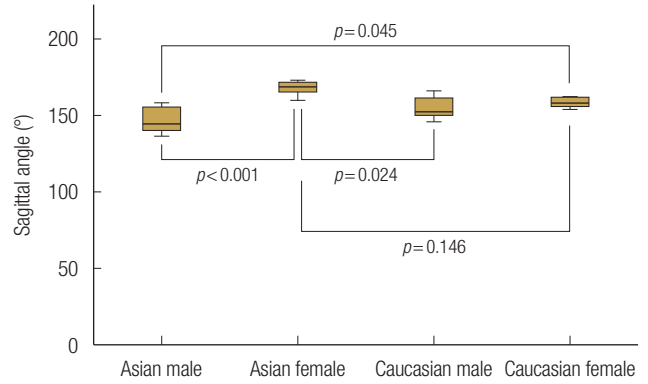 200
150
100
50
0
Sagittal angle (°)
p=0.045
p<0.001
p=0.024
p=0.146
Asian male
Asian female
Caucasian male
Caucasian female